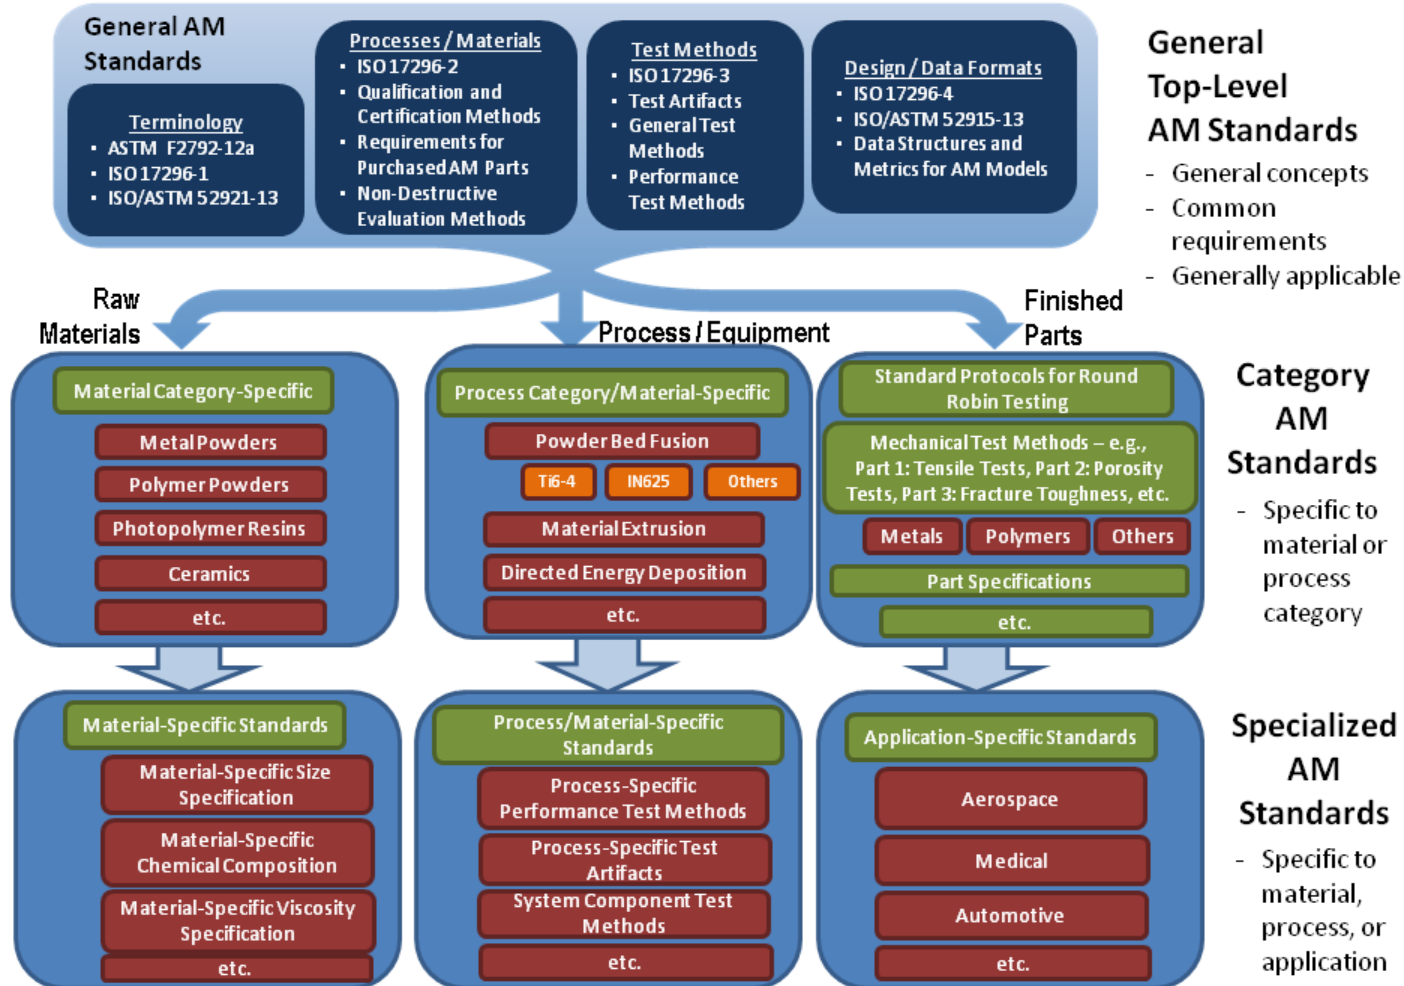 General AM
Standards
Terminology
▪ ASTM F2792-12a
▪ ISO 17296-1
▪ ISO/ASTM 52921-13
Processes / Materials
▪ ISO 17296-2
▪ Qualification and
Certification Methods
▪ Requirements for
Purchased AM Parts
▪ Non-Destructive
Evaluation Methods
Test Methods
▪ ISO 17296-3
▪ Test Artifacts
▪ General Test
Methods
▪ Performance
Test Methods
Design / Data Formats
▪ ISO 17296-4
▪ ISO/ASTM 52915-13
▪ Data Structures and
Metrics for AM Models
General
Top-Level
AM Standards
- General concepts
- Common
requirements
- Generally applicable
Raw
Materials
Process / Equipment
Finished
Parts
Material Category-Specific
Metal Powders
Polymer Powders
Photopolymer Resins
Ceramics
etc.
Process Category/Material-Specific
Powder Bed Fusion
Ti6-4
IN625
Others
Material Extrusion
Directed Energy Deposition
etc.
Standard Protocols for Round
Robin Testing
Mechanical Test Methods – e.g.,
Part 1: Tensile Tests, Part 2: Porosity
Tests, Part 3: Fracture Toughness, etc.
Metals
Polymers
Others
Part Specifications
etc.
Category
AM
Standards
- Specific to
material or
process
category
Material-Specific Standards
Material-Specific Size
Specification
Material-Specific
Chemical Composition
Material-Specific Viscosity
Specification
etc.
Process/Material-Specific
Standards
Process-Specific
Performance Test Methods
Process-Specific Test
Artifacts
System Component Test
Methods
etc.
Application-Specific Standards
Aerospace
Medical
Automotive
etc.
Specialized
AM
Standards
- Specific to
material,
process, or
application